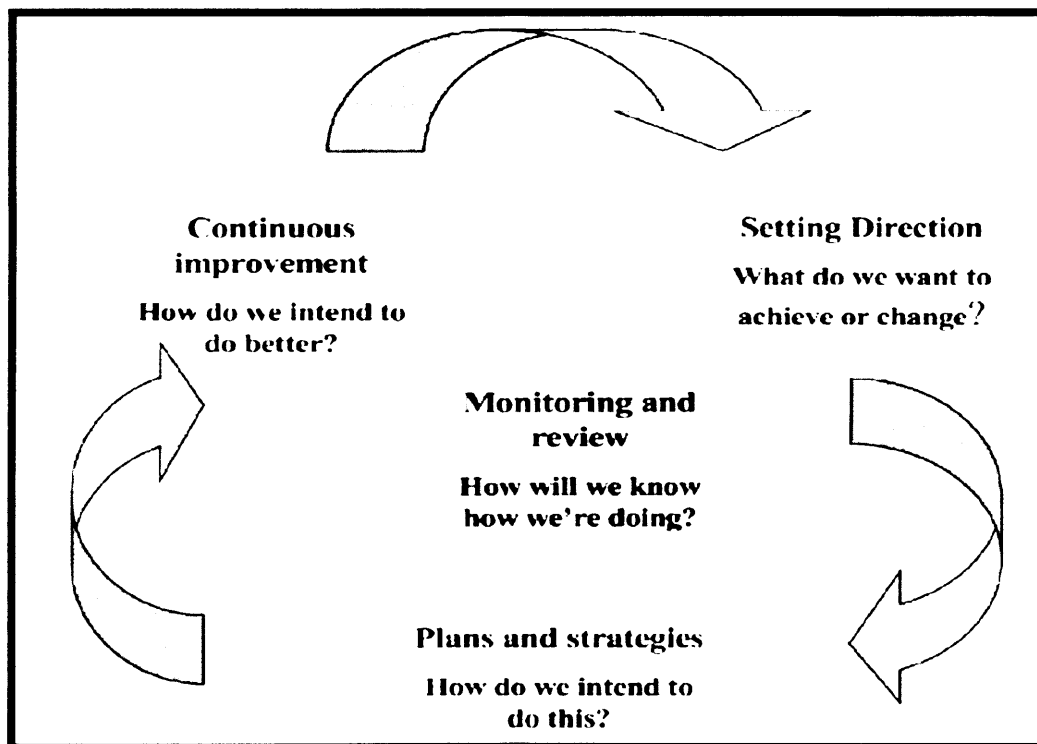 Continuous
improvement
How do we intend to
do better?
Setting Direction
What do we want to
achieve or change?
Monitoring and
review
How will we know
how we're doing?
Plans and strategies
How do we intend to
do this?